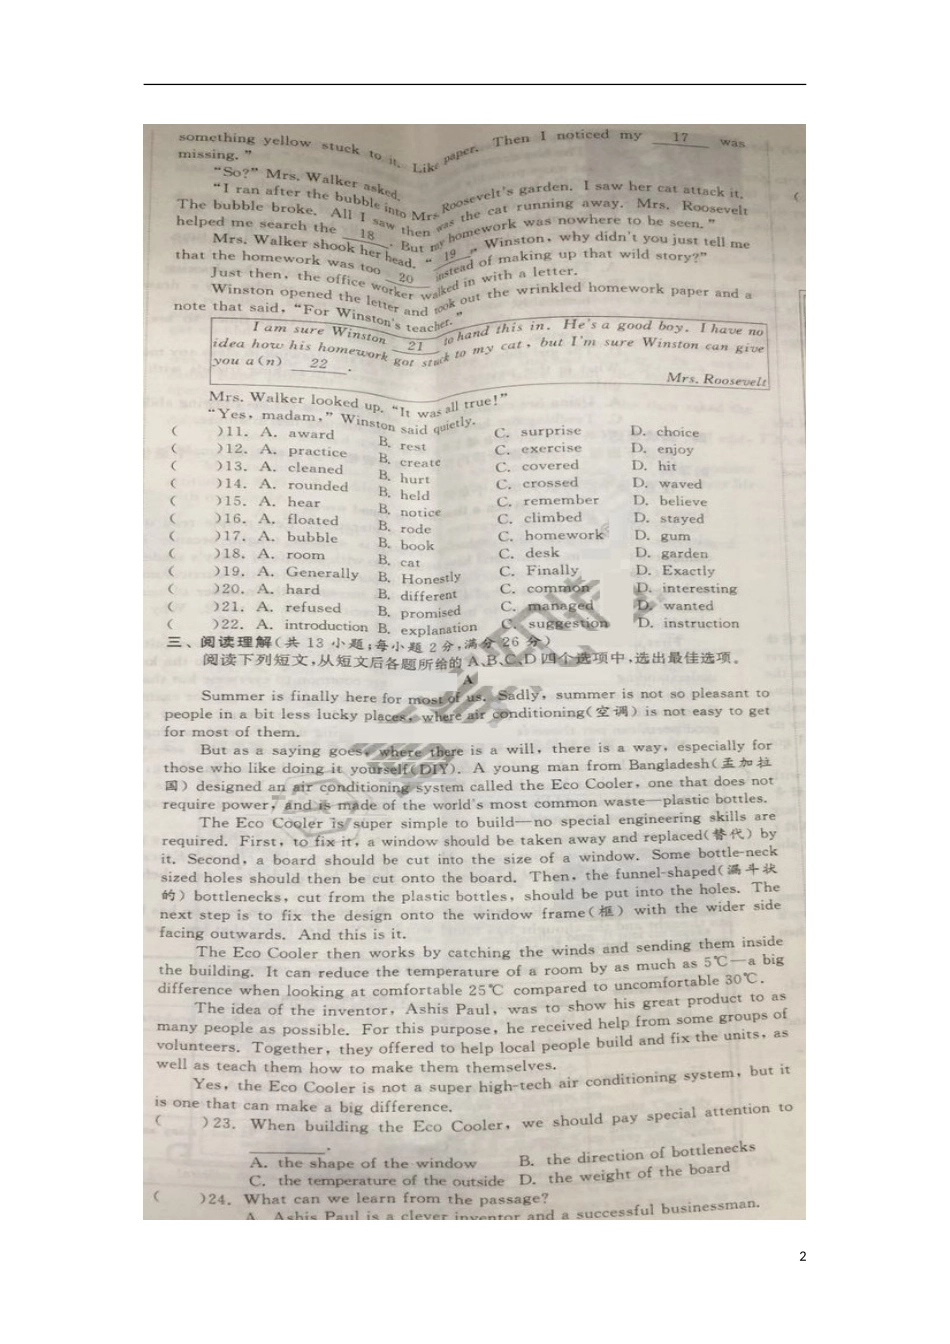 something yellow stuck to it. Like paper. Then I noticed my 17 was
missing. ”
“So?” Mrs. Walker asked.
“I ran after the bubble into Mrs Roosevelt's garden. I saw her cat attack it.
The bubble broke. All I saw then was the cat running away. Mrs. Roosevelt
helped me search the 18 . But my homework was nowhere to be seen. ”
Mrs. Walker shook her head. “ 19 , Winston, why didn't you just tell me
that the homework was too 20 instead of making up that wild story?”
Just then, the office worker walked in with a letter.
Winston opened the letter and took out the wrinkled homework paper and a
note that said, “For Winston's teacher. ”
I am sure Winston 21 to hand this in. He's a good boy. I have no
idea how his homework got stuck to my cat, but I'm sure Winston can give
you a(n) 22 .
Mrs. Roosevelt
Mrs. Walker looked up. “It was all true!”
“Yes, madam,” Winston said quietly.
( )11. A. award B. rest C. surprise D. choice
( )12. A. practice B. create C. exercise D. enjoy
( )13. A. cleaned B. hurt C. covered D. hit
( )14. A. rounded B. held C. crossed D. waved
( )15. A. hear B. notice C. remember D. believe
( )16. A. floated B. rode C. climbed D. stayed
( )17. A. bubble B. book C. homework D. gum
( )18. A. room B. cat C. desk D. garden
( )19. A. Generally B. Honestly C. Finally D. Exactly
( )20. A. hard B. different C. common D. interesting
( )21. A. refused B. promised C. managed D. wanted
( )22. A. introduction B. explanation C. suggestion D. instruction
三、阅读理解(共 13 小题;每小题 2 分,满分 26 分)
阅读下列短文,从短文后各题所给的 A、B、C、D 四个选项中,选出最佳选项。
A
Summer is finally here for most of us. Sadly, summer is not so pleasant to
people in a bit less lucky places, where air conditioning(空调) is not easy to get
for most of them.
But as a saying goes, where there is a will, there is a way, especially for
those who like doing it yourself(DIY). A young man from Bangladesh(孟加拉
国) designed an air conditioning system called the Eco Cooler, one that does not
require power, and is made of the world's most common waste—plastic bottles.
The Eco Cooler is super simple to build—no special engineering skills are
required. First, to fix it, a window should be taken away and replaced(替代) by
it. Second, a board should be cut into the size of a window. Some bottle-neck
sized holes should then be cut onto the board. Then, the funnel-shaped(漏斗状
的) bottlenecks, cut from the plastic bottles, should be put into the holes. The
next step is to fix the design onto the window frame(框) with the wider side
facing outwards. And this is it.
The Eco Cooler then works by catching the winds and sending them inside
the building. It can reduce the temperature of a room by as much as 5℃—a big
difference when looking at comfortable 25℃ compared to uncomfortable 30℃.
The idea of the inventor, Ashis Paul, was to show his great product to as
many people as possible. For this purpose, he received help from some groups of
volunteers. Together, they offered to help local people build and fix the units, as
well as teach them how to make them themselves.
Yes, the Eco Cooler is not a super high-tech air conditioning system, but it
is one that can make a big difference.
( )23. When building the Eco Cooler, we should pay special attention to
.
A. the shape of the window B. the direction of bottlenecks
C. the temperature of the outside D. the weight of the board
( )24. What can we learn from the passage?
A. Ashis Paul is a clever inventor and a successful businessman.
2